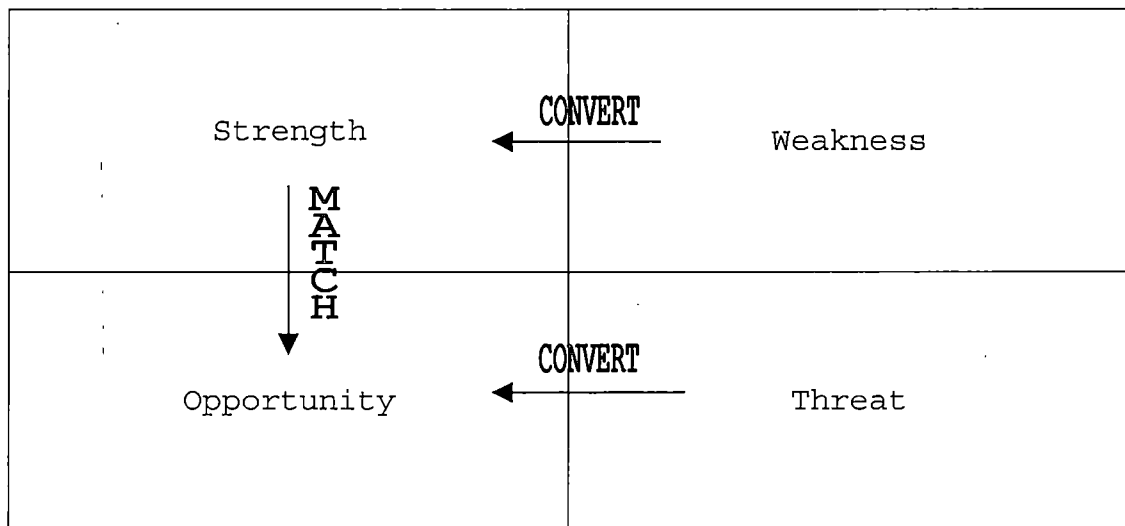 CONVERT
Strength
Weakness
MATCH
CONVERT
Opportunity
Threat